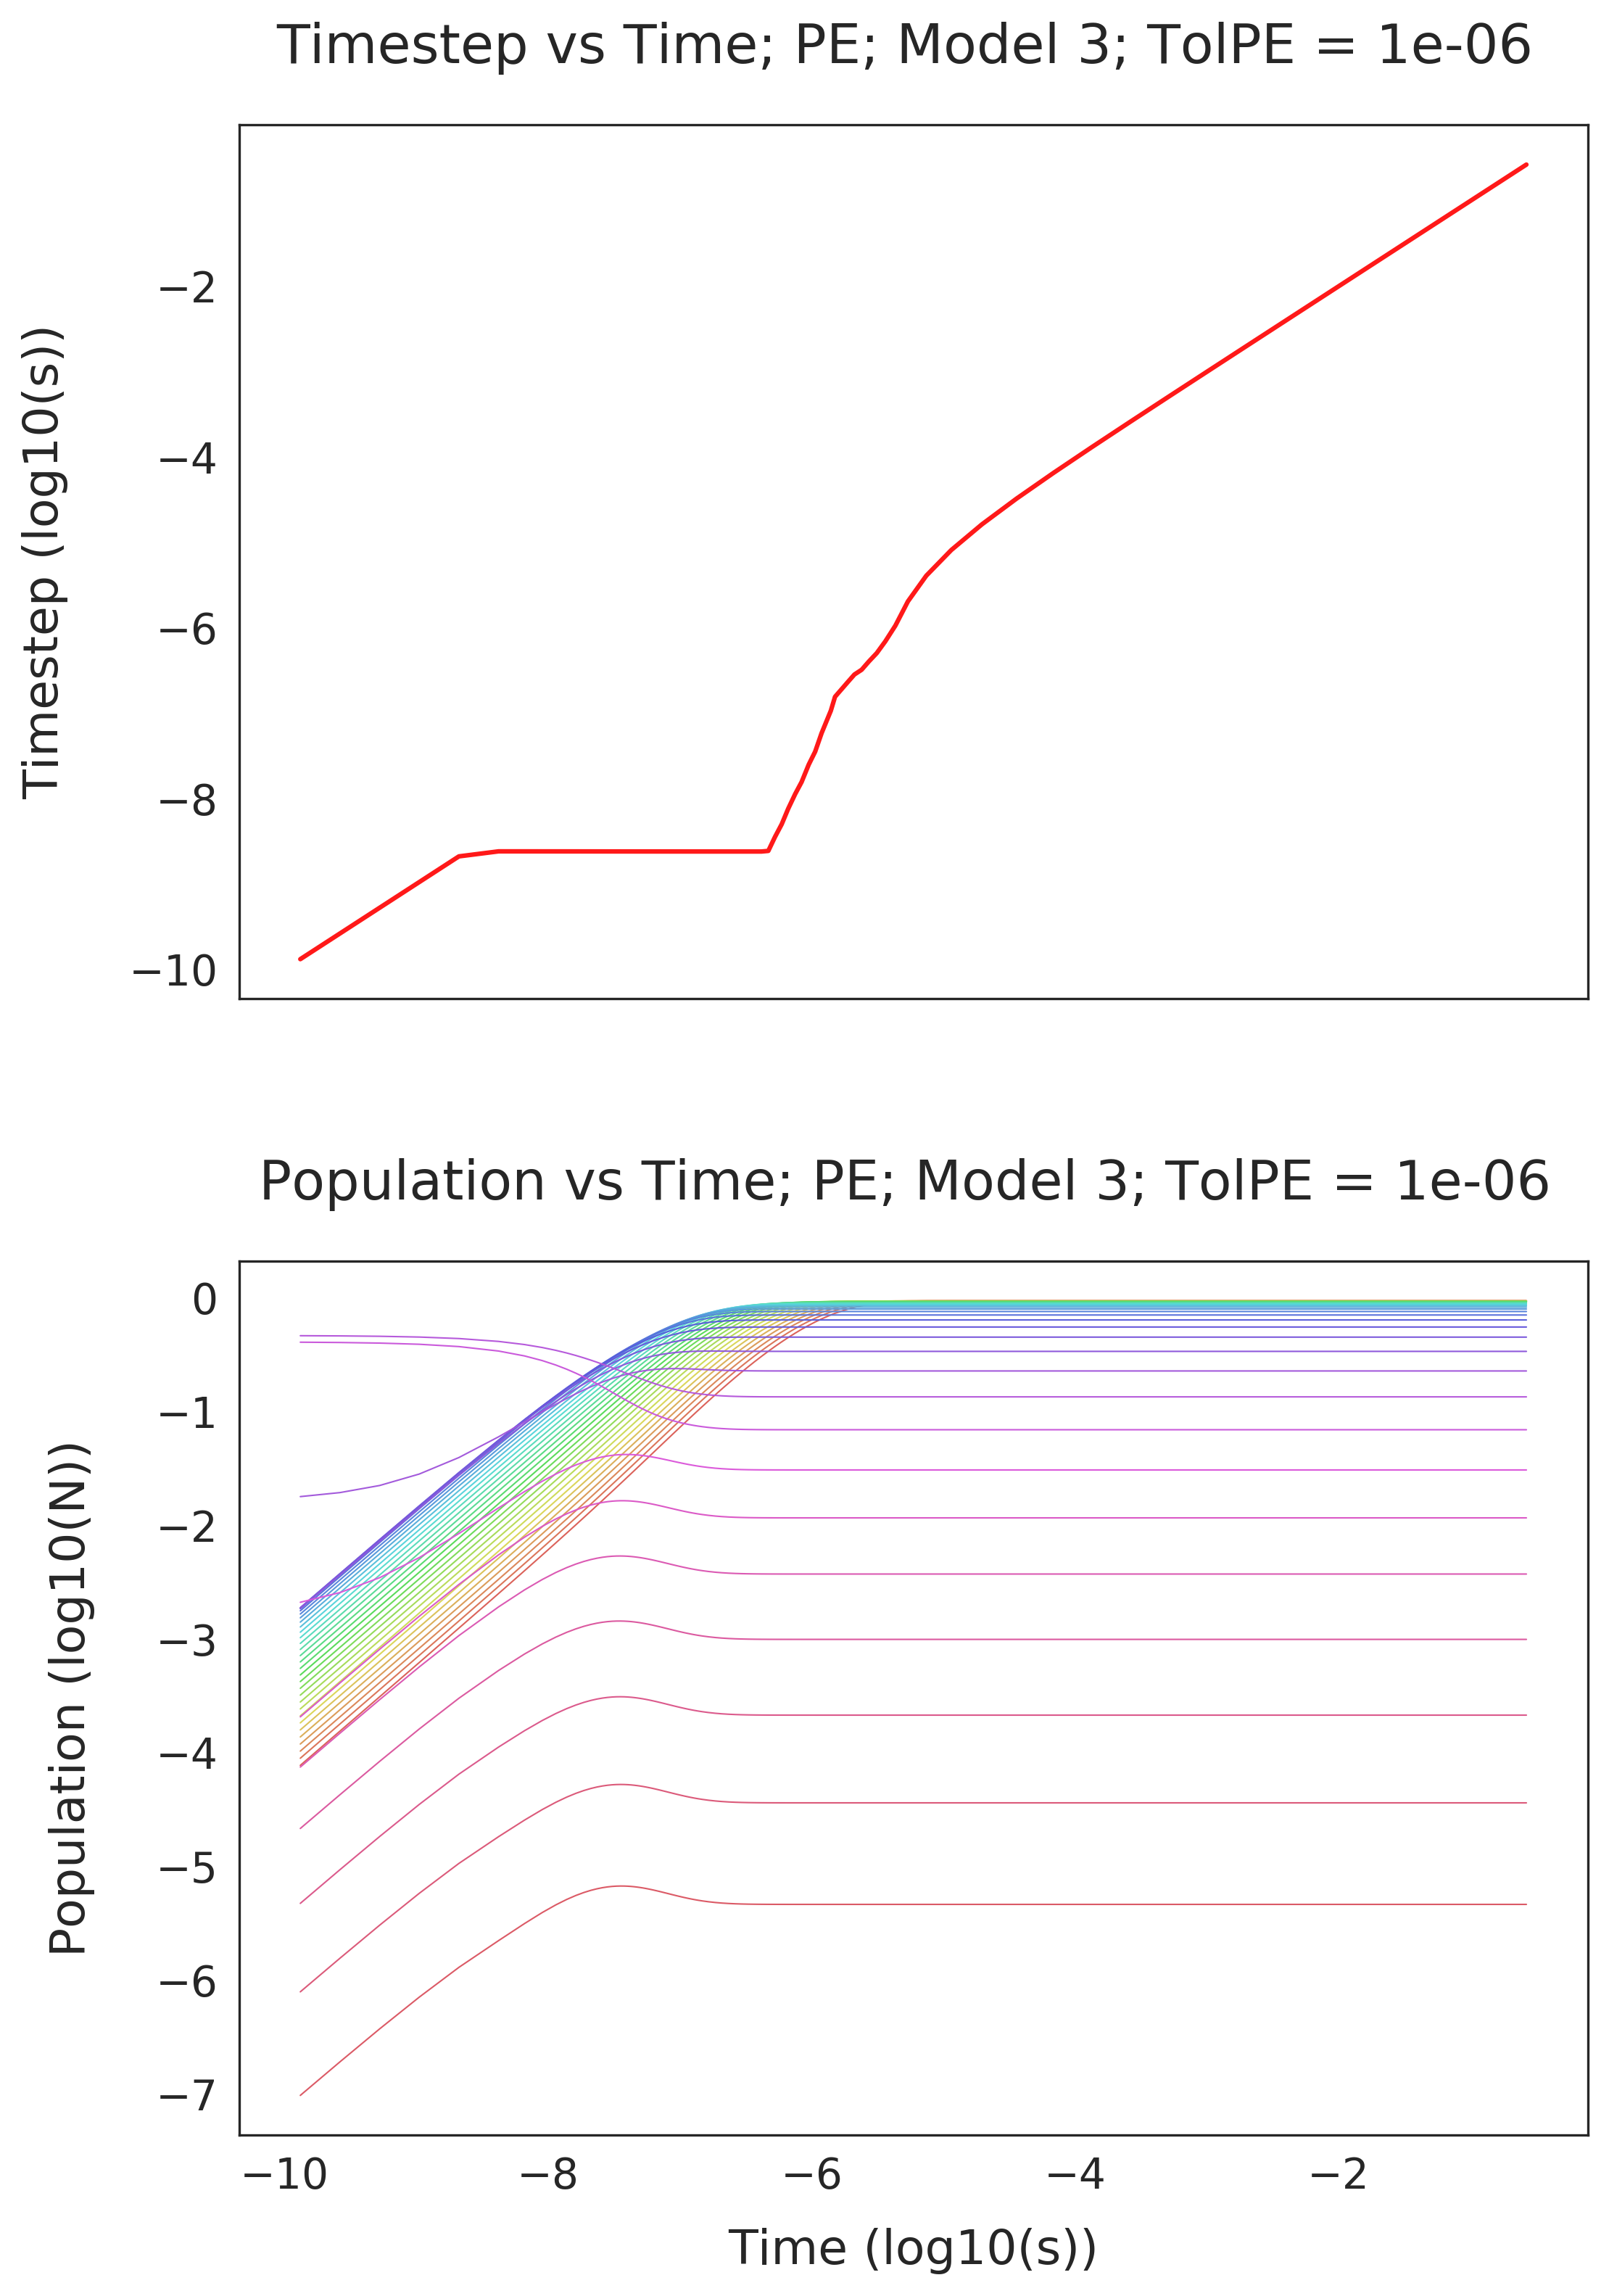 Timestep vs Time; PE; Model 3; TolPE = 1e-06
Timestep (log10(s))
−2
−4
−6
−8
−10
Population vs Time; PE; Model 3; TolPE = 1e-06
Population (log10(N))
0
−1
−2
−3
−4
−5
−6
−7
−10 −8 −6 −4 −2
Time (log10(s))